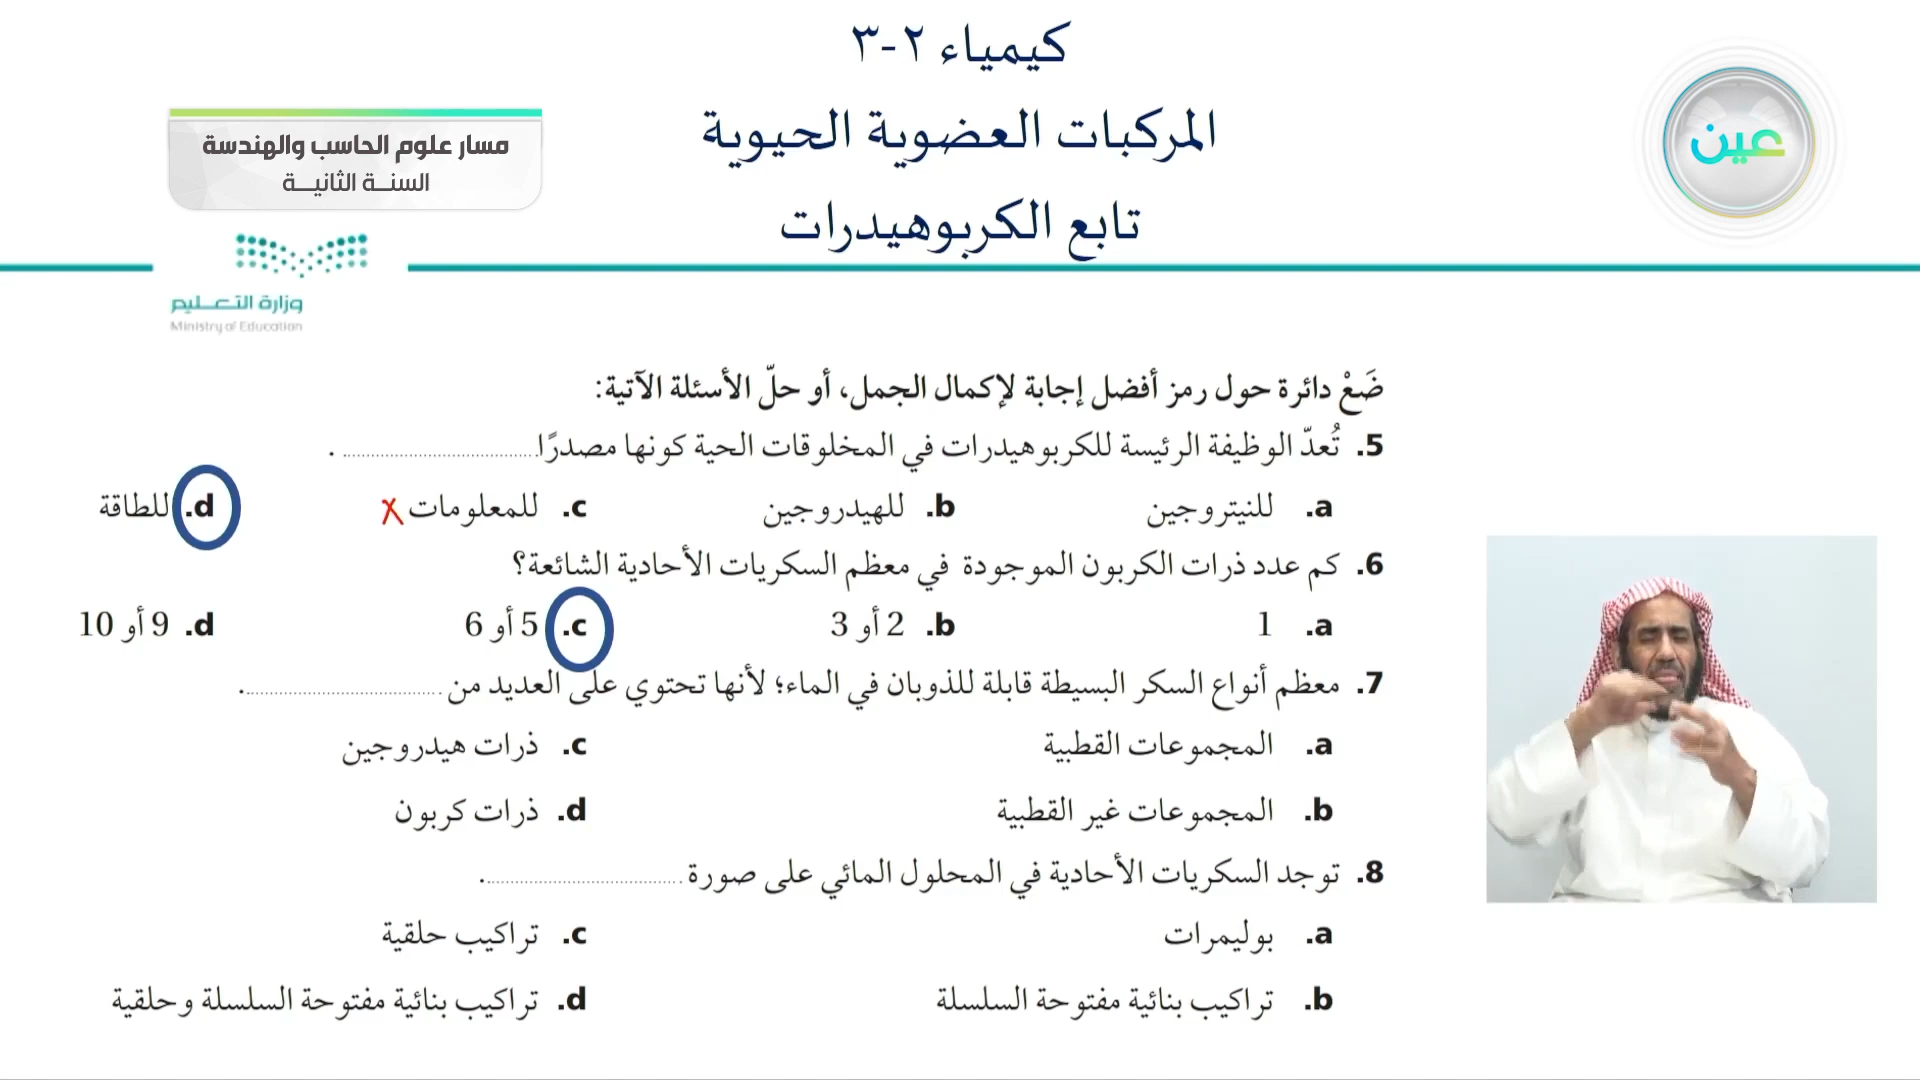 كيمياء ٢-٣
المركبات العضوية الحيوية
تابع الكربوهيدرات
عين
مسار علوم الحاسب والهندسة
السنة الثانية
وزارة التعليم
Ministry of Education
ضَعْ دائرة حول رمز أفضل إجابة لإكمال الجمل، أو حلّ الأسئلة الآتية:
5. تُعدّ الوظيفة الرئيسة للكربوهيدرات في المخلوقات الحية كونها مصدرًا .................................... .
a. للنيتروجين b. للهيدروجين c. للمعلومات x d. للطاقة
6. كم عدد ذرات الكربون الموجودة في معظم السكريات الأحادية الشائعة؟
a. 1 b. 2 أو 3 c. 5 أو 6 d. 9 أو 10
7. معظم أنواع السكر البسيطة قابلة للذوبان في الماء؛ لأنها تحتوي على العديد من .....................................
a. المجموعات القطبية c. ذرات هيدروجين
b. المجموعات غير القطبية d. ذرات كربون
8. توجد السكريات الأحادية في المحلول المائي على صورة .....................................
a. بوليمرات c. تراكيب حلقية
b. تراكيب بنائية مفتوحة السلسلة d. تراكيب بنائية مفتوحة السلسلة وحلقية